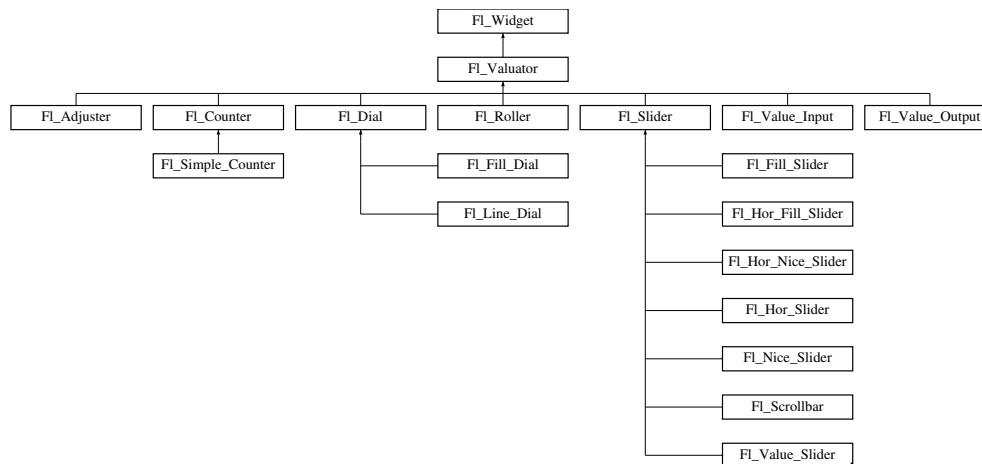 Fl_Widget
Fl_Valuator
Fl_Adjuster
Fl_Counter
Fl_Dial
Fl_Roller
Fl_Slider
Fl_Value_Input
Fl_Value_Output
Fl_Simple_Counter
Fl_Fill_Dial
Fl_Fill_Slider
Fl_Line_Dial
Fl_Hor_Fill_Slider
Fl_Hor_Nice_Slider
Fl_Hor_Slider
Fl_Nice_Slider
Fl_Scrollbar
Fl_Value_Slider